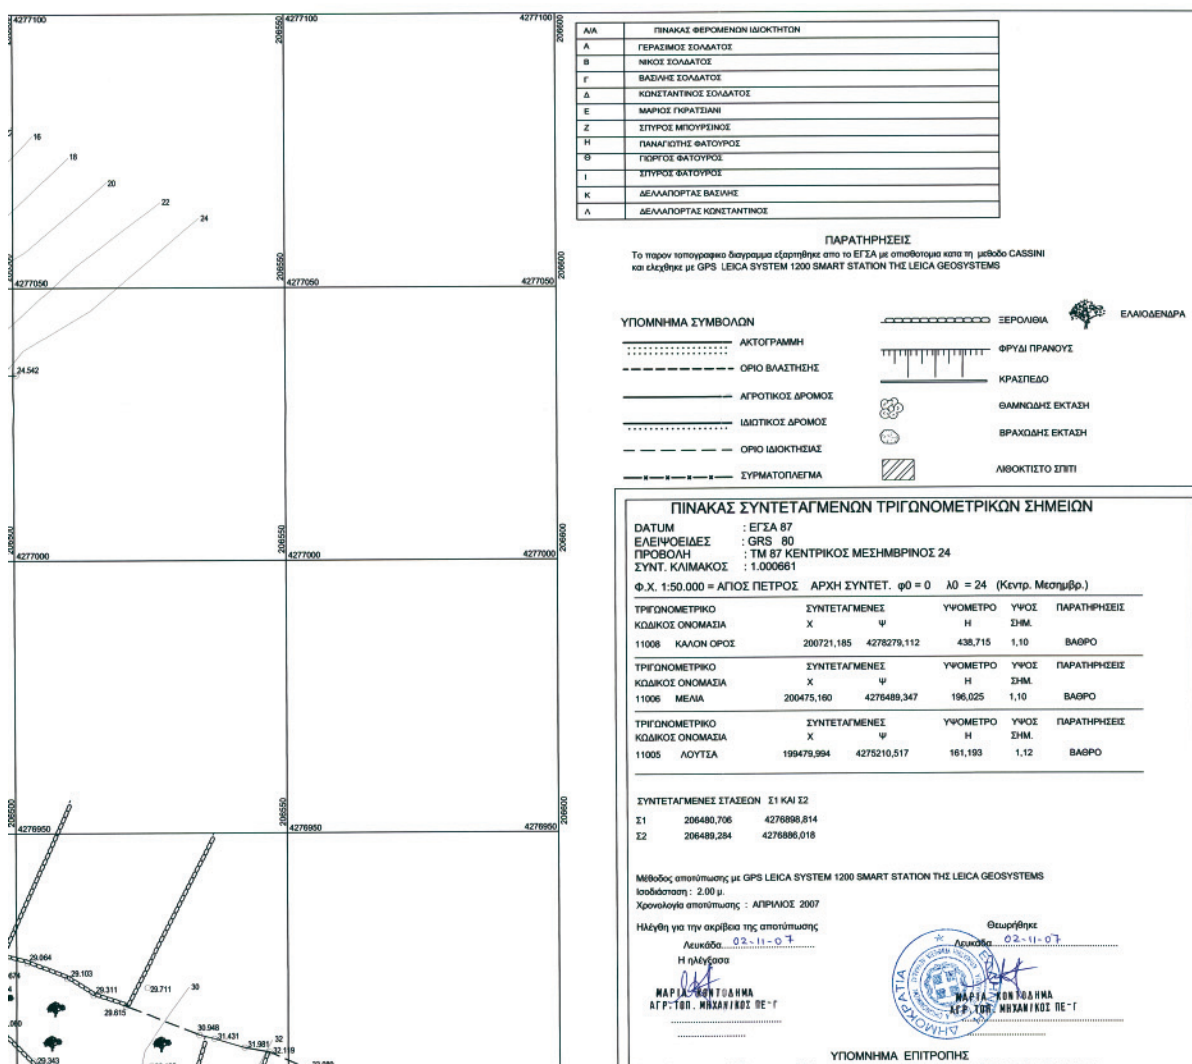 4277100
4277100
4277100
206550
206600
Α/Α ΠΙΝΑΚΑΣ ΦΕΡΟΜΕΝΩΝ ΙΔΙΟΚΤΗΤΩΝ
Α ΓΕΡΑΣΙΜΟΣ ΣΟΛΔΑΤΟΣ
Β ΝΙΚΟΣ ΣΟΛΔΑΤΟΣ
Γ ΒΑΣΙΛΗΣ ΣΟΛΔΑΤΟΣ
Δ ΚΩΝΣΤΑΝΤΙΝΟΣ ΣΟΛΔΑΤΟΣ
Ε ΜΑΡΙΟΣ ΓΚΡΑΤΣΙΑΝΙ
Ζ ΣΠΥΡΟΣ ΜΠΟΥΡΣΙΝΟΣ
Η ΠΑΝΑΓΙΩΤΗΣ ΦΑΤΟΥΡΟΣ
Θ ΓΙΩΡΓΟΣ ΦΑΤΟΥΡΟΣ
Ι ΣΠΥΡΟΣ ΦΑΤΟΥΡΟΣ
Κ ΔΕΛΛΑΠΟΡΤΑΣ ΒΑΣΙΛΗΣ
Λ ΔΕΛΛΑΠΟΡΤΑΣ ΚΩΝΣΤΑΝΤΙΝΟΣ
16
18
20
22
24
ΠΑΡΑΤΗΡΗΣΕΙΣ
Το παρον τοπογραφικο διαγραμμα εξαρτηθηκε απο το ΕΓΣΑ με οπισθοτομια κατα τη μεθοδο CASSINI
και ελεχθηκε με GPS LEICA SYSTEM 1200 SMART STATION ΤΗΣ LEICA GEOSYSTEMS
206550
206600
4277050
4277050
24.542
ΥΠΟΜΝΗΜΑ ΣΥΜΒΟΛΩΝ
ΑΚΤΟΓΡΑΜΜΗ
ΟΡΙΟ ΒΛΑΣΤΗΣΗΣ
ΑΓΡΟΤΙΚΟΣ ΔΡΟΜΟΣ
ΙΔΙΩΤΙΚΟΣ ΔΡΟΜΟΣ
ΟΡΙΟ ΙΔΙΟΚΤΗΣΙΑΣ
ΣΥΡΜΑΤΟΠΛΕΓΜΑ
ΞΕΡΟΛΙΘΙΑ
ΕΛΑΙΟΔΕΝΔΡΑ
ΦΡΥΔΙ ΠΡΑΝΟΥΣ
ΚΡΑΣΠΕΔΟ
ΘΑΜΝΩΔΗΣ ΕΚΤΑΣΗ
ΒΡΑΧΩΔΗΣ ΕΚΤΑΣΗ
ΛΙΘΟΚΤΙΣΤΟ ΣΠΙΤΙ
206500
206550
206600
4277000
4277000
ΠΙΝΑΚΑΣ ΣΥΝΤΕΤΑΓΜΕΝΩΝ ΤΡΙΓΩΝΟΜΕΤΡΙΚΩΝ ΣΗΜΕΙΩΝ
DATUM : ΕΓΣΑ 87
ΕΛΕΙΨΟΕΙΔΕΣ : GRS 80
ΠΡΟΒΟΛΗ : ΤΜ 87 ΚΕΝΤΡΙΚΟΣ ΜΕΣΗΜΒΡΙΝΟΣ 24
ΣΥΝΤ. ΚΛΙΜΑΚΟΣ : 1.000661
Φ.Χ. 1:50.000 = ΑΓΙΟΣ ΠΕΤΡΟΣ ΑΡΧΗ ΣΥΝΤΕΤ. φ0 = 0 λ0 = 24 (Κεντρ. Μεσημβρ.)
ΤΡΙΓΩΝΟΜΕΤΡΙΚΟ ΣΥΝΤΕΤΑΓΜΕΝΕΣ ΥΨΟΜΕΤΡΟ ΥΨΟΣ ΠΑΡΑΤΗΡΗΣΕΙΣ
ΚΩΔΙΚΟΣ ΟΝΟΜΑΣΙΑ Χ Ψ Η ΣΗΜ.
11008 ΚΑΛΟΝ ΟΡΟΣ 200721,185 4278279,112 438,715 1,10 ΒΑΘΡΟ
ΤΡΙΓΩΝΟΜΕΤΡΙΚΟ ΣΥΝΤΕΤΑΓΜΕΝΕΣ ΥΨΟΜΕΤΡΟ ΥΨΟΣ ΠΑΡΑΤΗΡΗΣΕΙΣ
ΚΩΔΙΚΟΣ ΟΝΟΜΑΣΙΑ Χ Ψ Η ΣΗΜ.
11006 ΜΕΛΙΑ 200475,160 4276489,347 196,025 1,10 ΒΑΘΡΟ
ΤΡΙΓΩΝΟΜΕΤΡΙΚΟ ΣΥΝΤΕΤΑΓΜΕΝΕΣ ΥΨΟΜΕΤΡΟ ΥΨΟΣ ΠΑΡΑΤΗΡΗΣΕΙΣ
ΚΩΔΙΚΟΣ ΟΝΟΜΑΣΙΑ Χ Ψ Η ΣΗΜ.
11005 ΛΟΥΤΣΑ 199479,994 4275210,517 161,193 1,12 ΒΑΘΡΟ
ΣΥΝΤΕΤΑΓΜΕΝΕΣ ΣΤΑΣΕΩΝ Σ1 ΚΑΙ Σ2
Σ1 206480,706 4276898,814
Σ2 206489,284 4276886,016
206500
206550
206600
4276950
4276950
Μέθοδος αποτύπωσης με GPS LEICA SYSTEM 1200 SMART STATION ΤΗΣ LEICA GEOSYSTEMS
Ισοδιάσταση : 2.00 μ.
Χρονολογία αποτύπωσης : ΑΠΡΙΛΙΟΣ 2007
Ηλέγθη για την ακρίβεια της αποτύπωσης
Λευκάδα 02-11-07
Η ηλέγξασα
ΜΑΡΙΑ ΚΟΝΤΟΔΗΜΑ
ΑΓΡ.ΤΟΠ. ΜΗΧΑΝΙΚΟΣ ΠΕ-Γ
Θεωρήθηκε
Λευκάδα 02-11-07
ΜΑΡΙΑ ΚΟΝΤΟΔΗΜΑ
ΑΓΡ.ΤΟΠ. ΜΗΧΑΝΙΚΟΣ ΠΕ-Γ
ΔΗΜΟΚΡΑΤΙΑ
29.064
29.103
29.311
29.711
29.615
30
30.948
31.431
31.981
32
32.119
29.343
ΥΠΟΜΝΗΜΑ ΕΠΙΤΡΟΠΗΣ